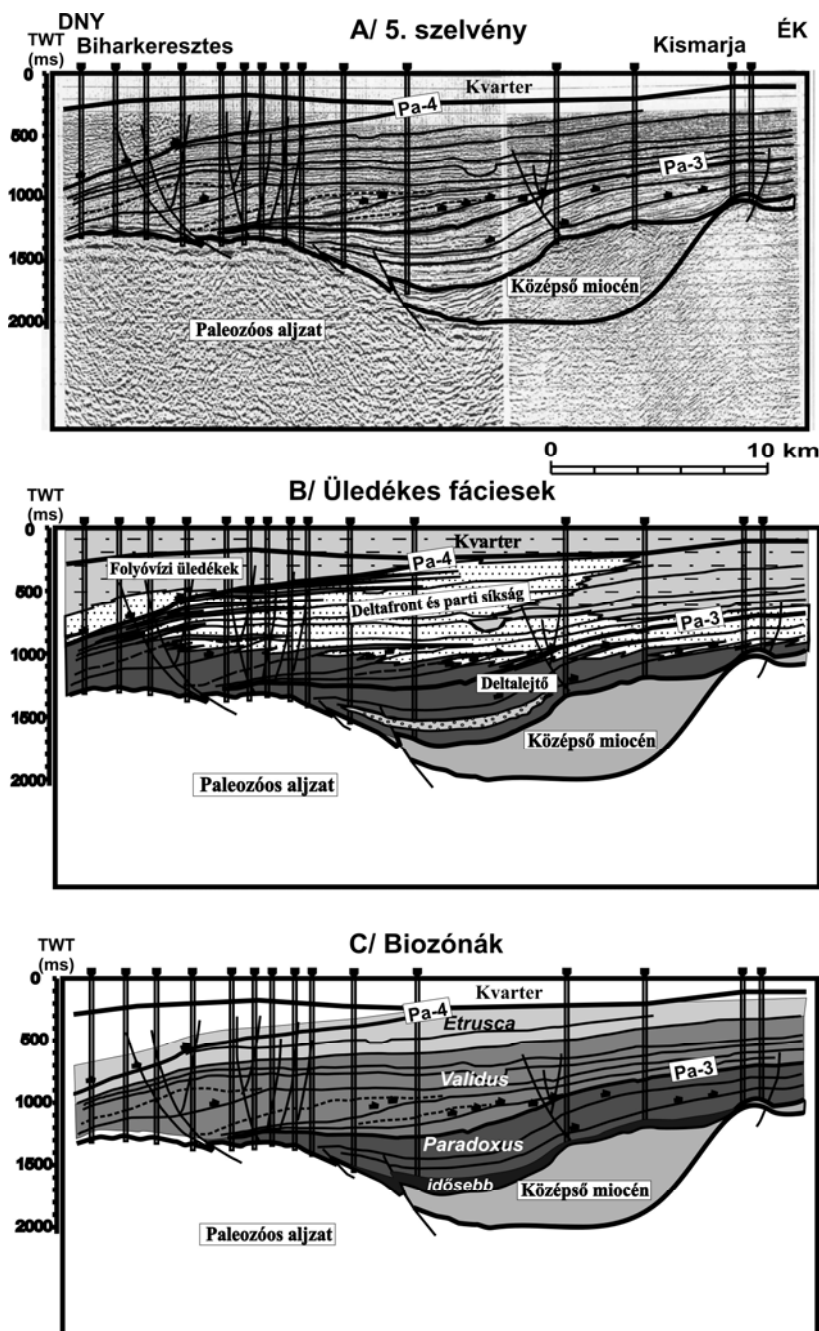 A/ 5. szelvény
DNY
ÉK
TWT
(ms)
Biharkeresztes
Kismarja
0
500
1000
1500
2000
Kvarter
Pa-4
Pa-3
Középső miocén
Paleozóos aljzat
0
10 km
B/ Üledékes fáciesek
TWT
(ms)
0
500
1000
1500
2000
Kvarter
Pa-4
Folyóvízi üledékek
Deltafront és parti síkság
Pa-3
Deltalejtő
Középső miocén
Paleozóos aljzat
C/ Biozónák
TWT
(ms)
0
500
1000
1500
2000
Kvarter
Pa-4
Etrusca
Validus
Pa-3
Paradoxus
idősebb
Középső miocén
Paleozóos aljzat